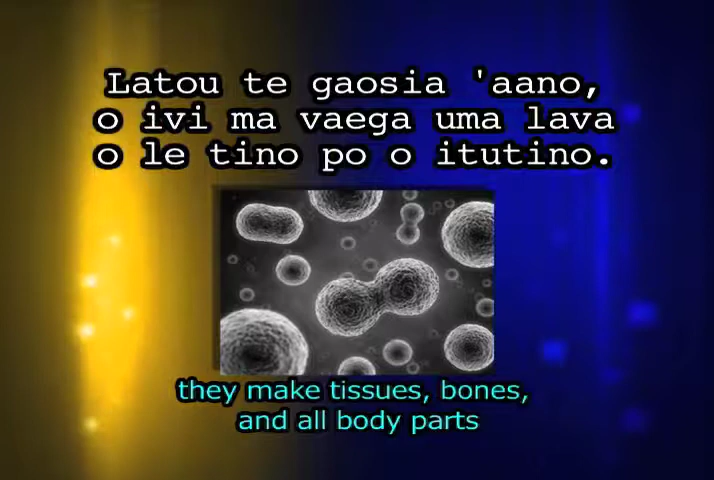 Latou te gaosia 'aano,
o ivi ma vaega uma lava
o le tino po o itutino.
they make tissues, bones,
and all body parts